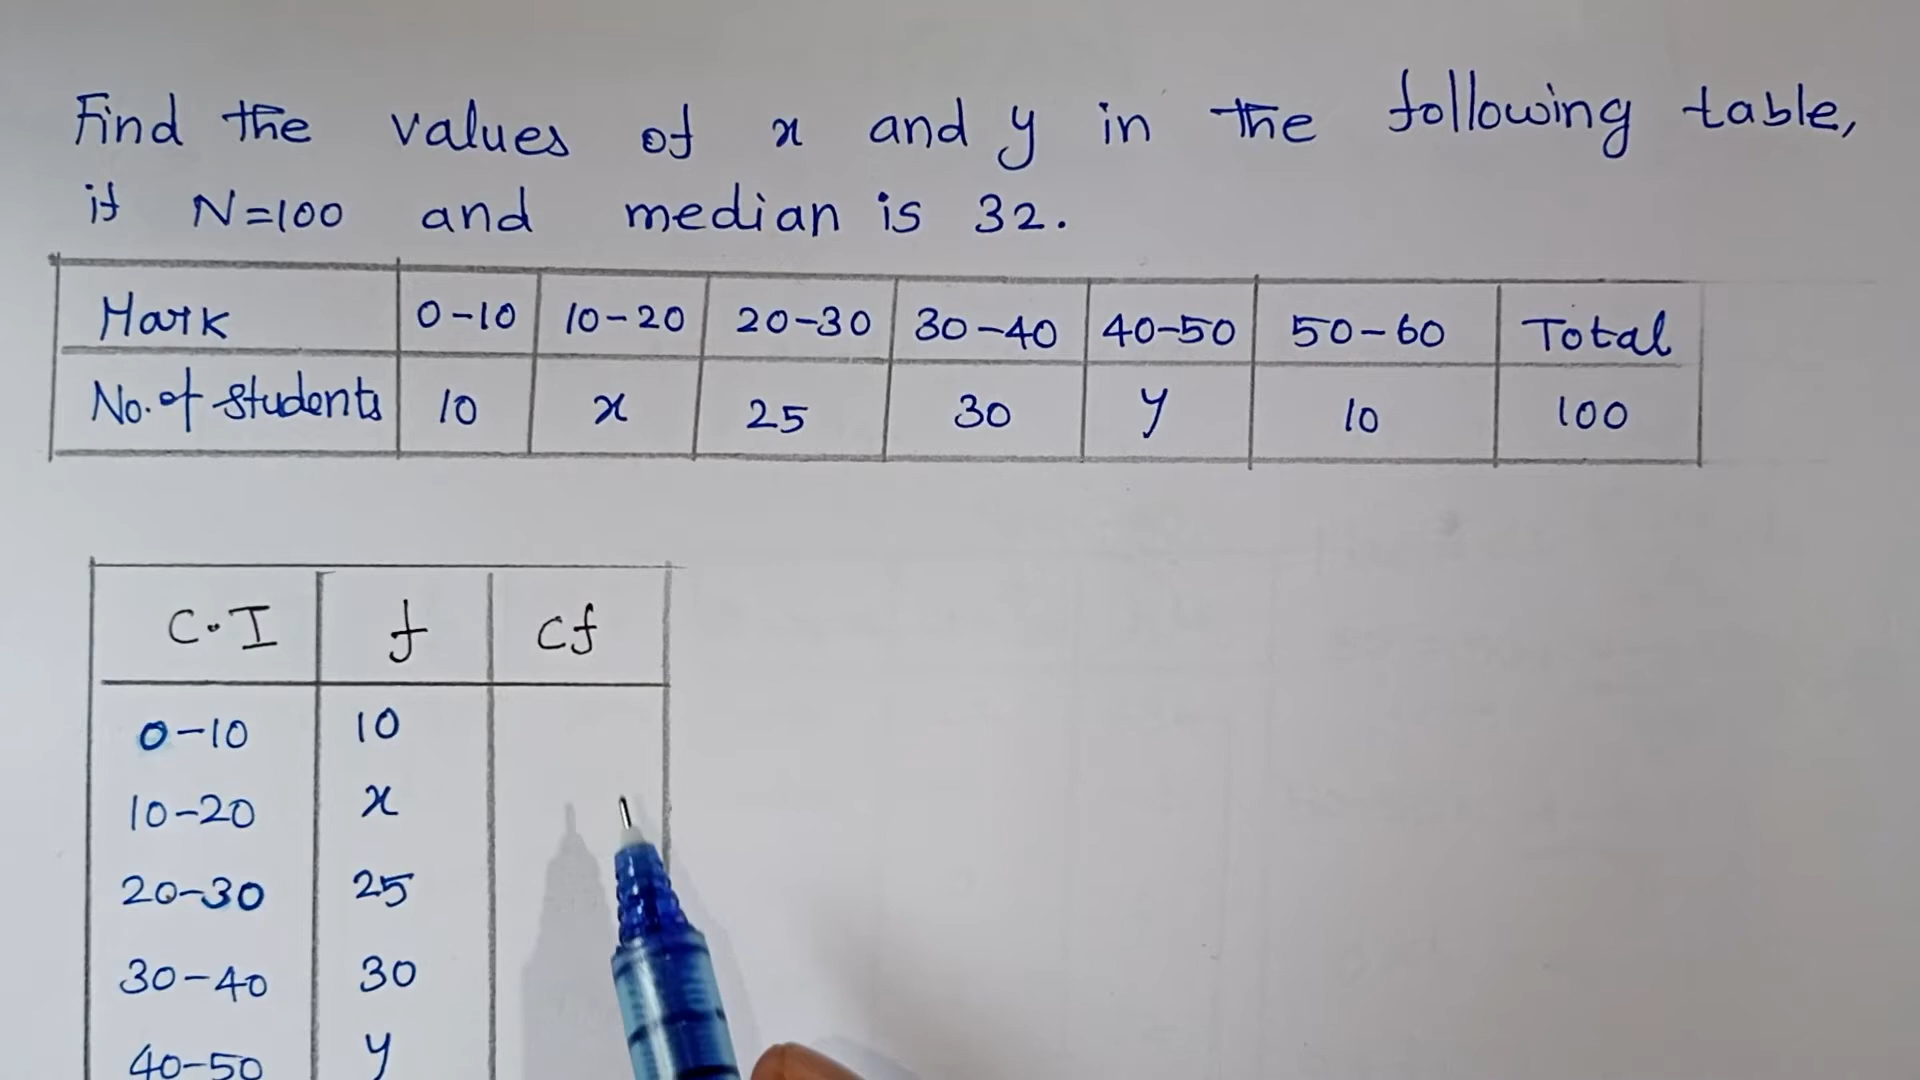 Find the values of x and y in the following table,
if N=100 and median is 32.
Mark 0-10 10-20 20-30 30-40 40-50 50-60 Total
No. of students 10 x 25 30 y 10 100
C.I f cf
0-10 10
10-20 x
20-30 25
30-40 30
40-50 y